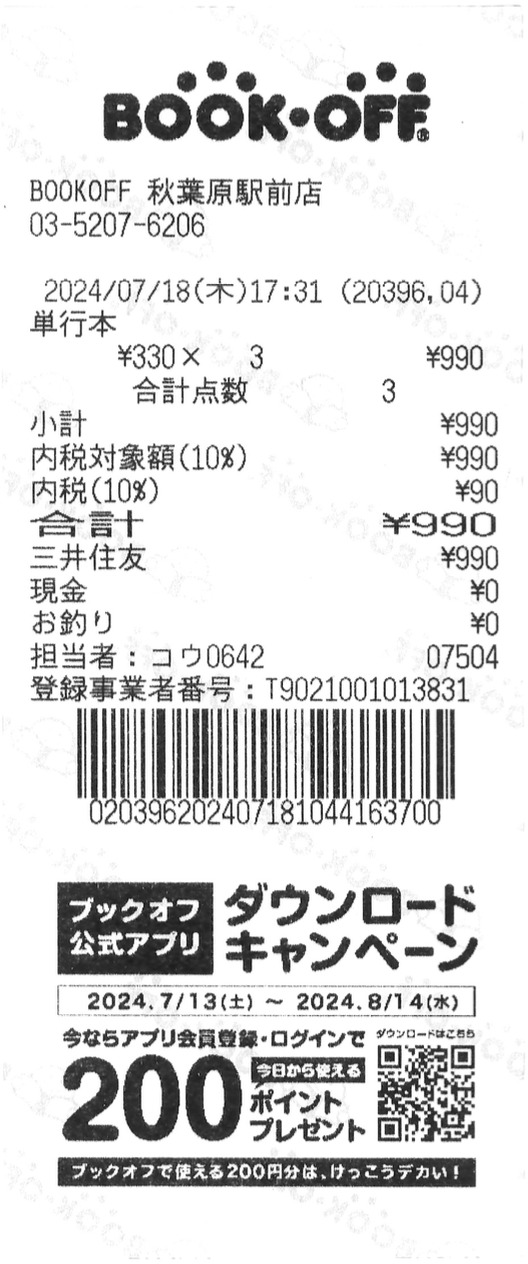 BOOK・OFF®
BOOKOFF 秋葉原駅前店
03-5207-6206
2024/07/18(木)17:31 (20396,04)
単行本
¥330× 3 ¥990
合計点数 3
小計 ¥990
内税対象額(10%) ¥990
内税(10%) ¥90
合計 ¥990
三井住友 ¥990
現金 ¥0
お釣り ¥0
担当者:コウ0642 07504
登録事業者番号:T9021001013831
0203962024071810441637​00
ブックオフ
公式アプリ
ダウンロード
キャンペーン
2024.7/13(土) ～ 2024.8/14(水)
今ならアプリ会員登録・ログインで
ダウンロードはこちら
200
今日から使える
ポイント
プレゼント
ブックオフで使える200円分は、けっこうデカい!